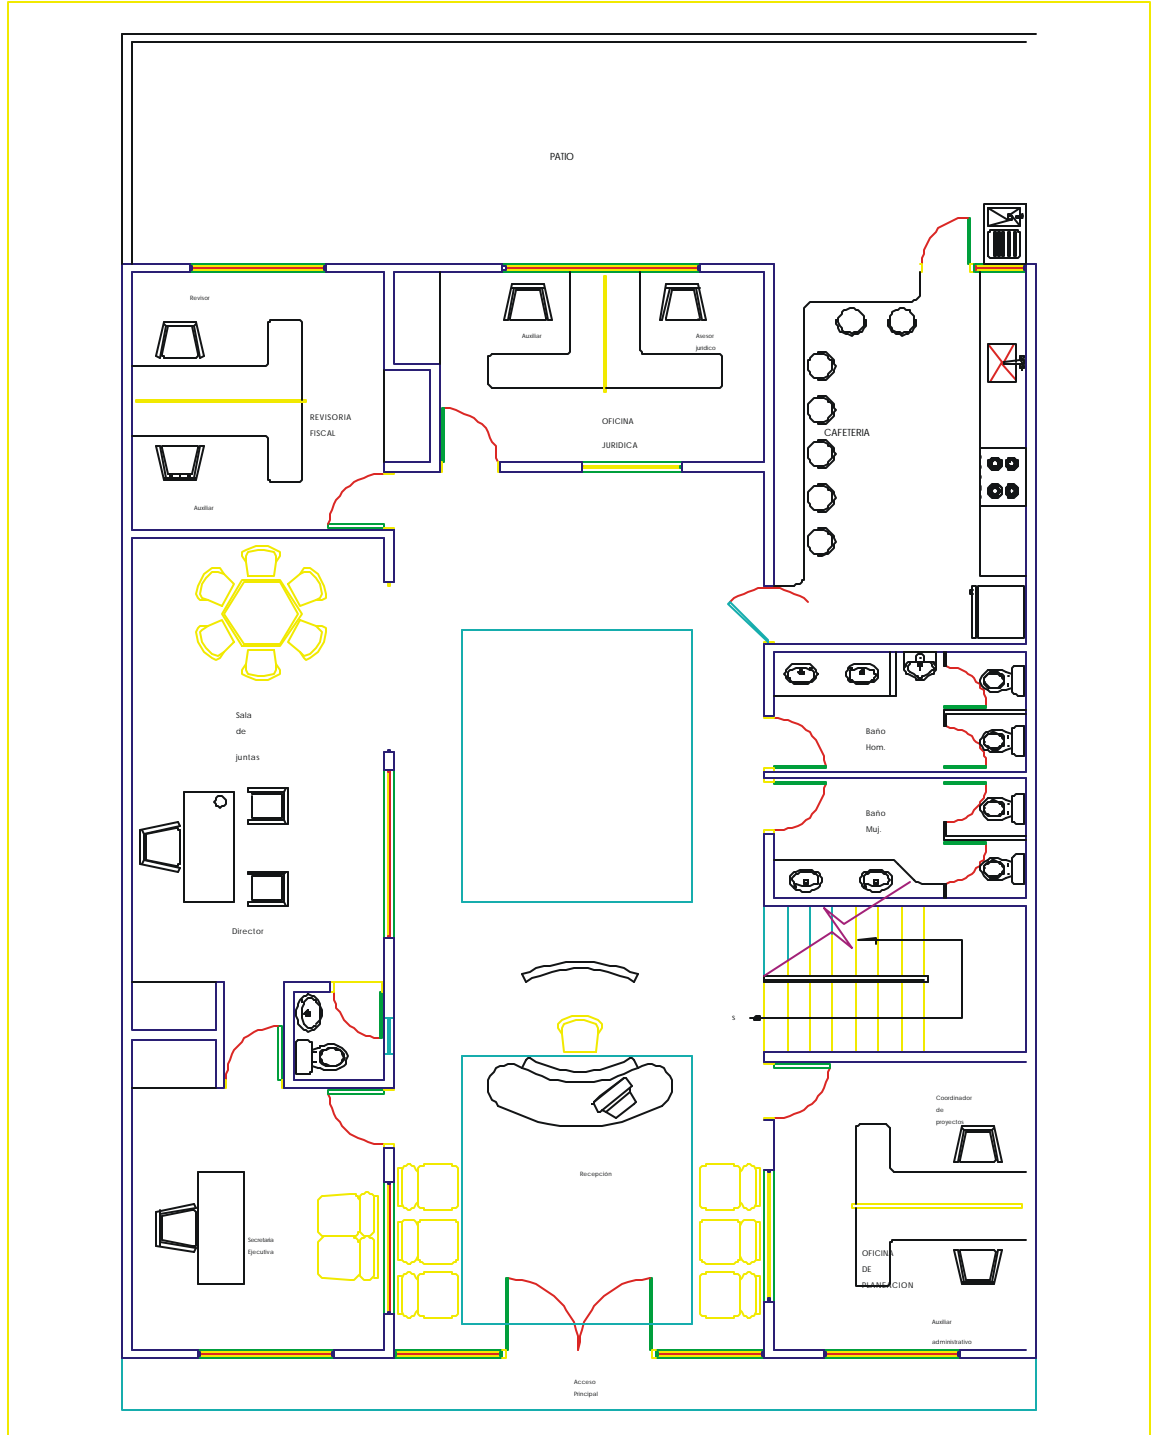 PATIO
Revisor
Auxiliar
Asesor
juridico
REVISORIA
FISCAL
OFICINA
JURIDICA
CAFETERIA
Auxiliar
Sala
de
juntas
Baño
Hom.
Baño
Muj.
Director
S
Coordinador
de
proyectos
Recepción
Secretaria
Ejecutiva
OFICINA
DE
PLANEACION
Auxiliar
administrativo
Acceso
Principal